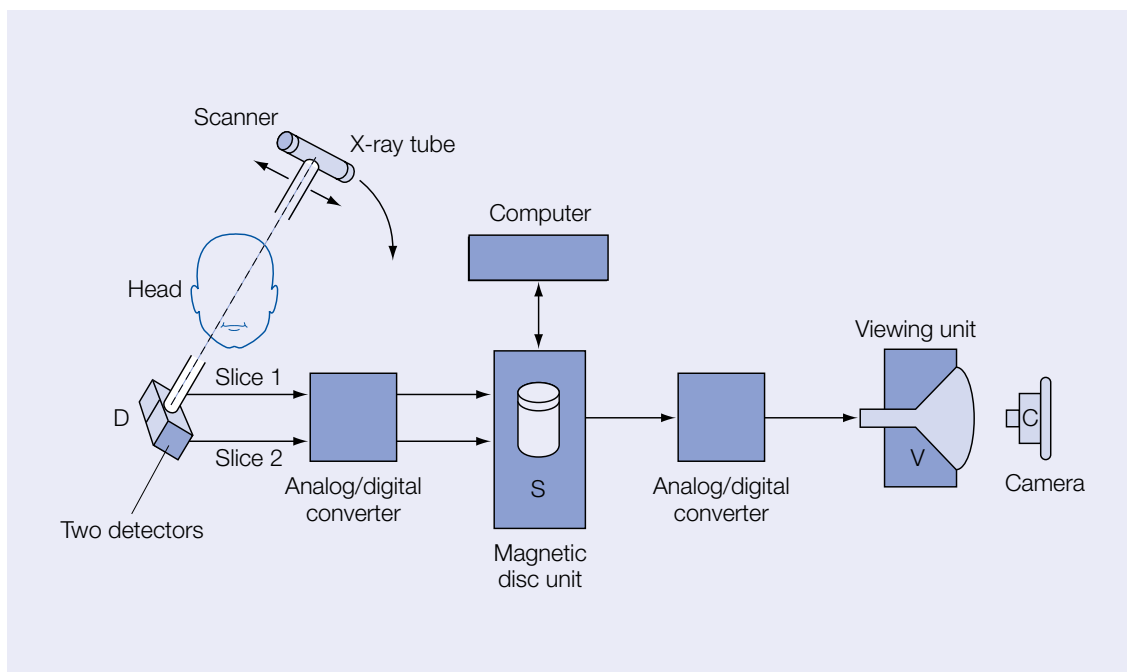 Scanner
X-ray tube
Computer
Head
Viewing unit
Slice 1
D
C
Slice 2
V
S
Analog/digital
converter
Analog/digital
converter
Camera
Two detectors
Magnetic
disc unit